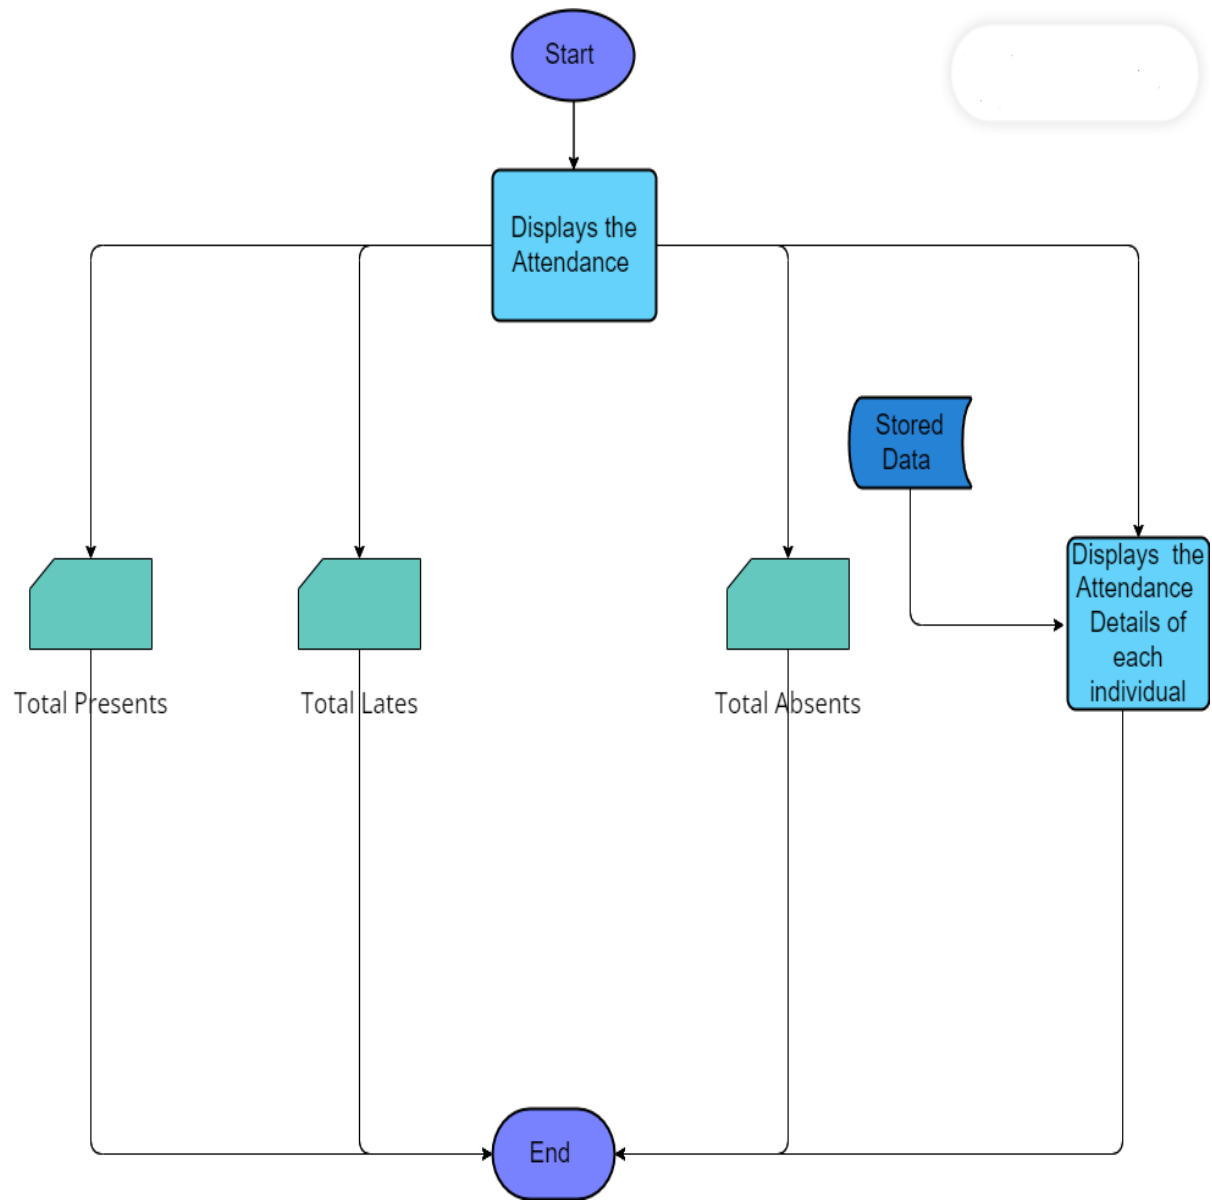 Start
Displays the
Attendance
Stored
Data
Displays the
Attendance
Details of
each
individual
Total Presents
Total Lates
Total Absents
End